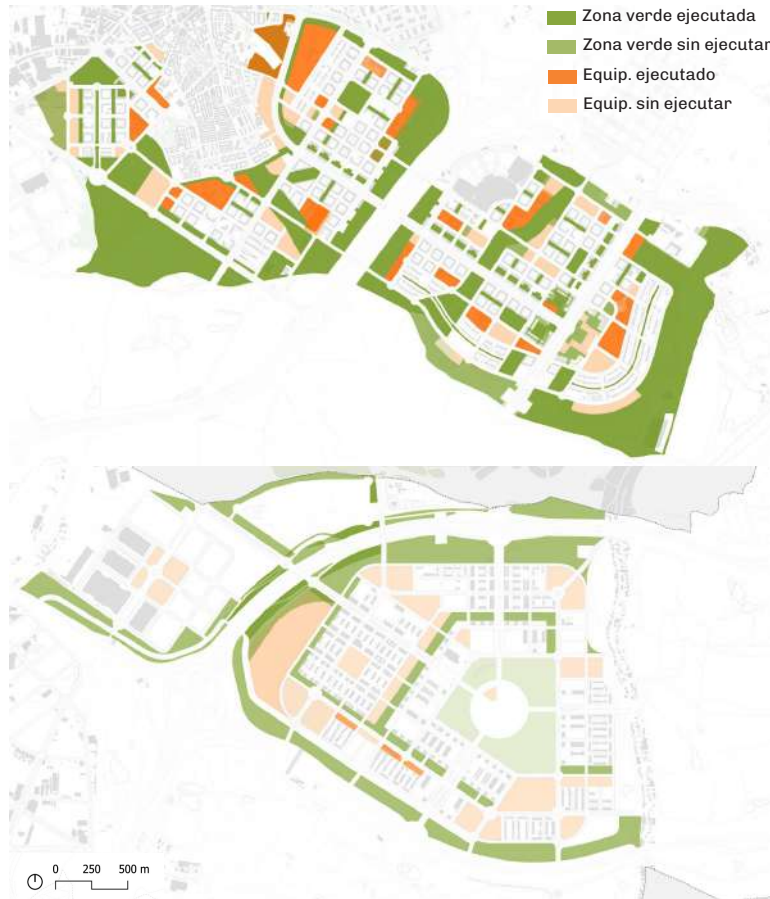 Zona verde ejecutada
Zona verde sin ejecutar
Equip. ejecutado
Equip. sin ejecutar
0 250 500 m